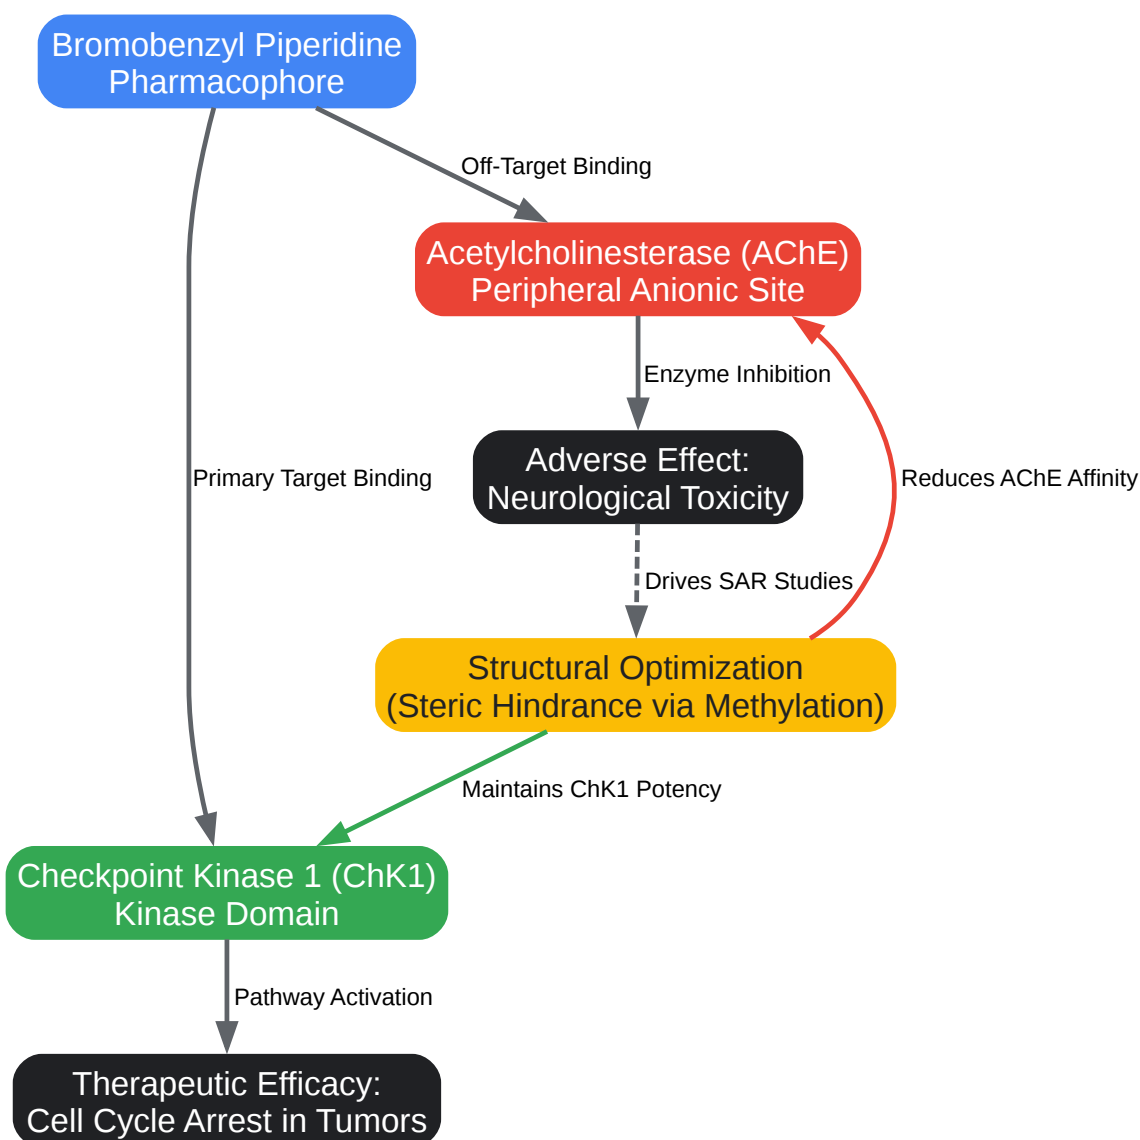 Bromobenzyl Piperidine
Pharmacophore
Off-Target Binding
Acetylcholinesterase (AChE)
Peripheral Anionic Site
Enzyme Inhibition
Adverse Effect:
Neurological Toxicity
Primary Target Binding
Reduces AChE Affinity
Drives SAR Studies
Structural Optimization
(Steric Hindrance via Methylation)
Maintains ChK1 Potency
Checkpoint Kinase 1 (ChK1)
Kinase Domain
Pathway Activation
Therapeutic Efficacy:
Cell Cycle Arrest in Tumors